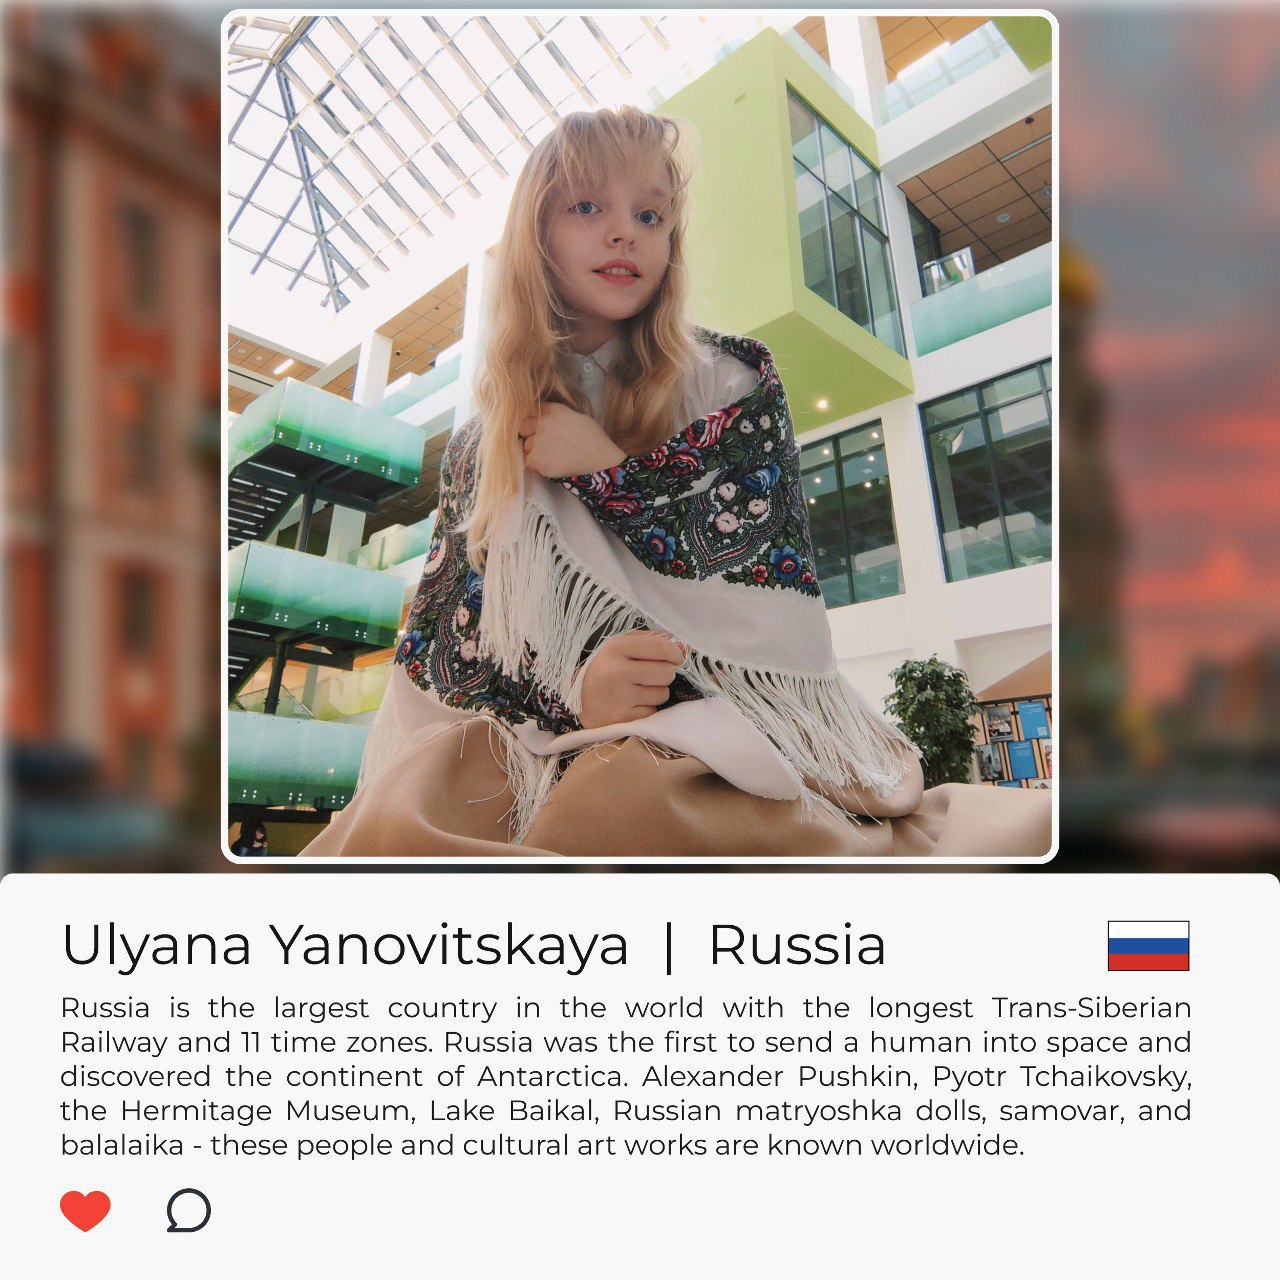 Ulyana Yanovitskaya | Russia
Russia is the largest country in the world with the longest Trans-Siberian
Railway and 11 time zones. Russia was the first to send a human into space and
discovered the continent of Antarctica. Alexander Pushkin, Pyotr Tchaikovsky,
the Hermitage Museum, Lake Baikal, Russian matryoshka dolls, samovar, and
balalaika - these people and cultural art works are known worldwide.